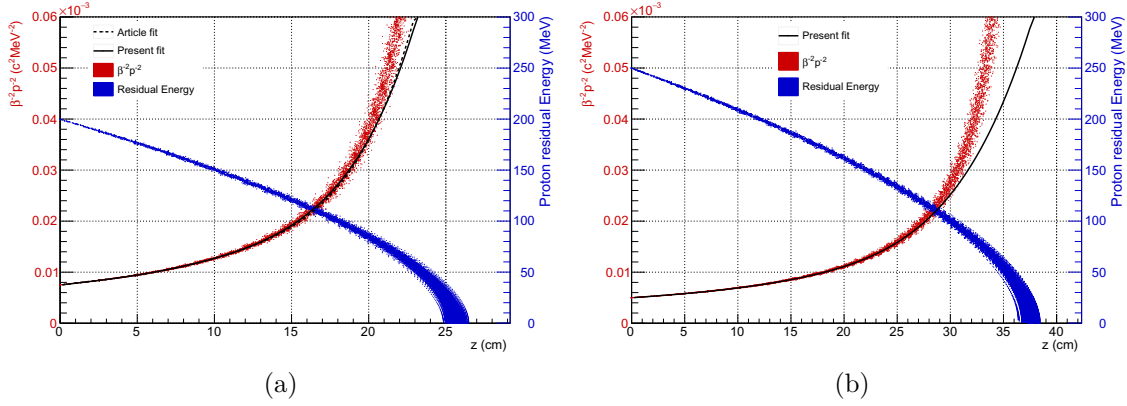 ×10⁻³
0.06
0.05
0.04
0.03
0.02
0.01
0
β⁻²p⁻² (c²MeV⁻²)
Article fit
Present fit
β⁻²p⁻²
Residual Energy
300
250
200
150
100
50
0
Proton residual Energy (MeV)
0 5 10 15 20 25
z (cm)
(a)
×10⁻³
0.06
0.05
0.04
0.03
0.02
0.01
0
β⁻²p⁻² (c²MeV⁻²)
Present fit
β⁻²p⁻²
Residual Energy
300
250
200
150
100
50
0
Proton residual Energy (MeV)
0 5 10 15 20 25 30 35 40
z (cm)
(b)